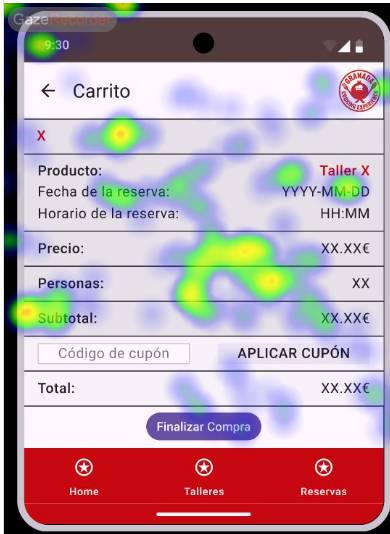 GazeRecorder
9:30
← Carrito
GRANADA
COOKING EXPERIENCE
X
Producto: Taller X
Fecha de la reserva: YYYY-MM-DD
Horario de la reserva: HH:MM
Precio: XX.XX€
Personas: XX
Subtotal: XX.XX€
Código de cupón APLICAR CUPÓN
Total: XX.XX€
Finalizar Compra
Home Talleres Reservas